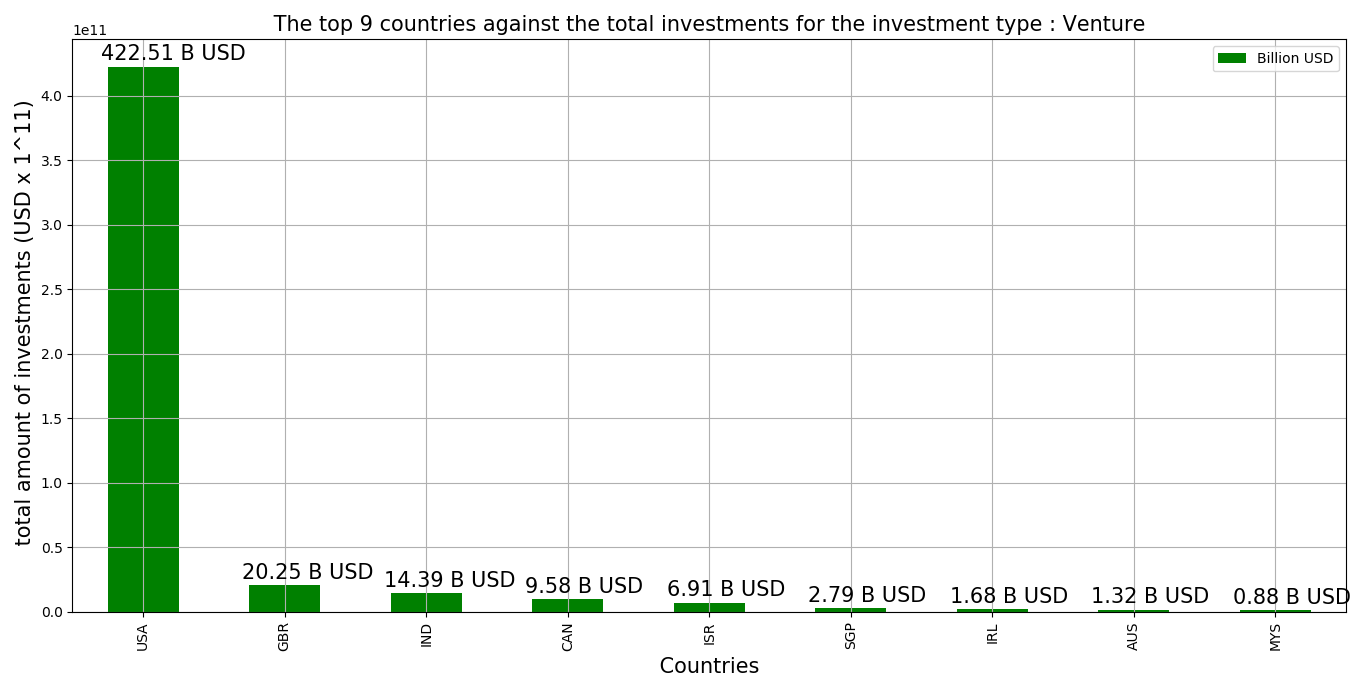 The top 9 countries against the total investments for the investment type : Venture
1e11
422.51 B USD
Billion USD
4.0
3.5
3.0
2.5
2.0
1.5
1.0
0.5
0.0
total amount of investments (USD x 1^11)
20.25 B USD
14.39 B USD
9.58 B USD
6.91 B USD
2.79 B USD
1.68 B USD
1.32 B USD
0.88 B USD
USA
GBR
IND
CAN
ISR
SGP
IRL
AUS
MYS
Countries